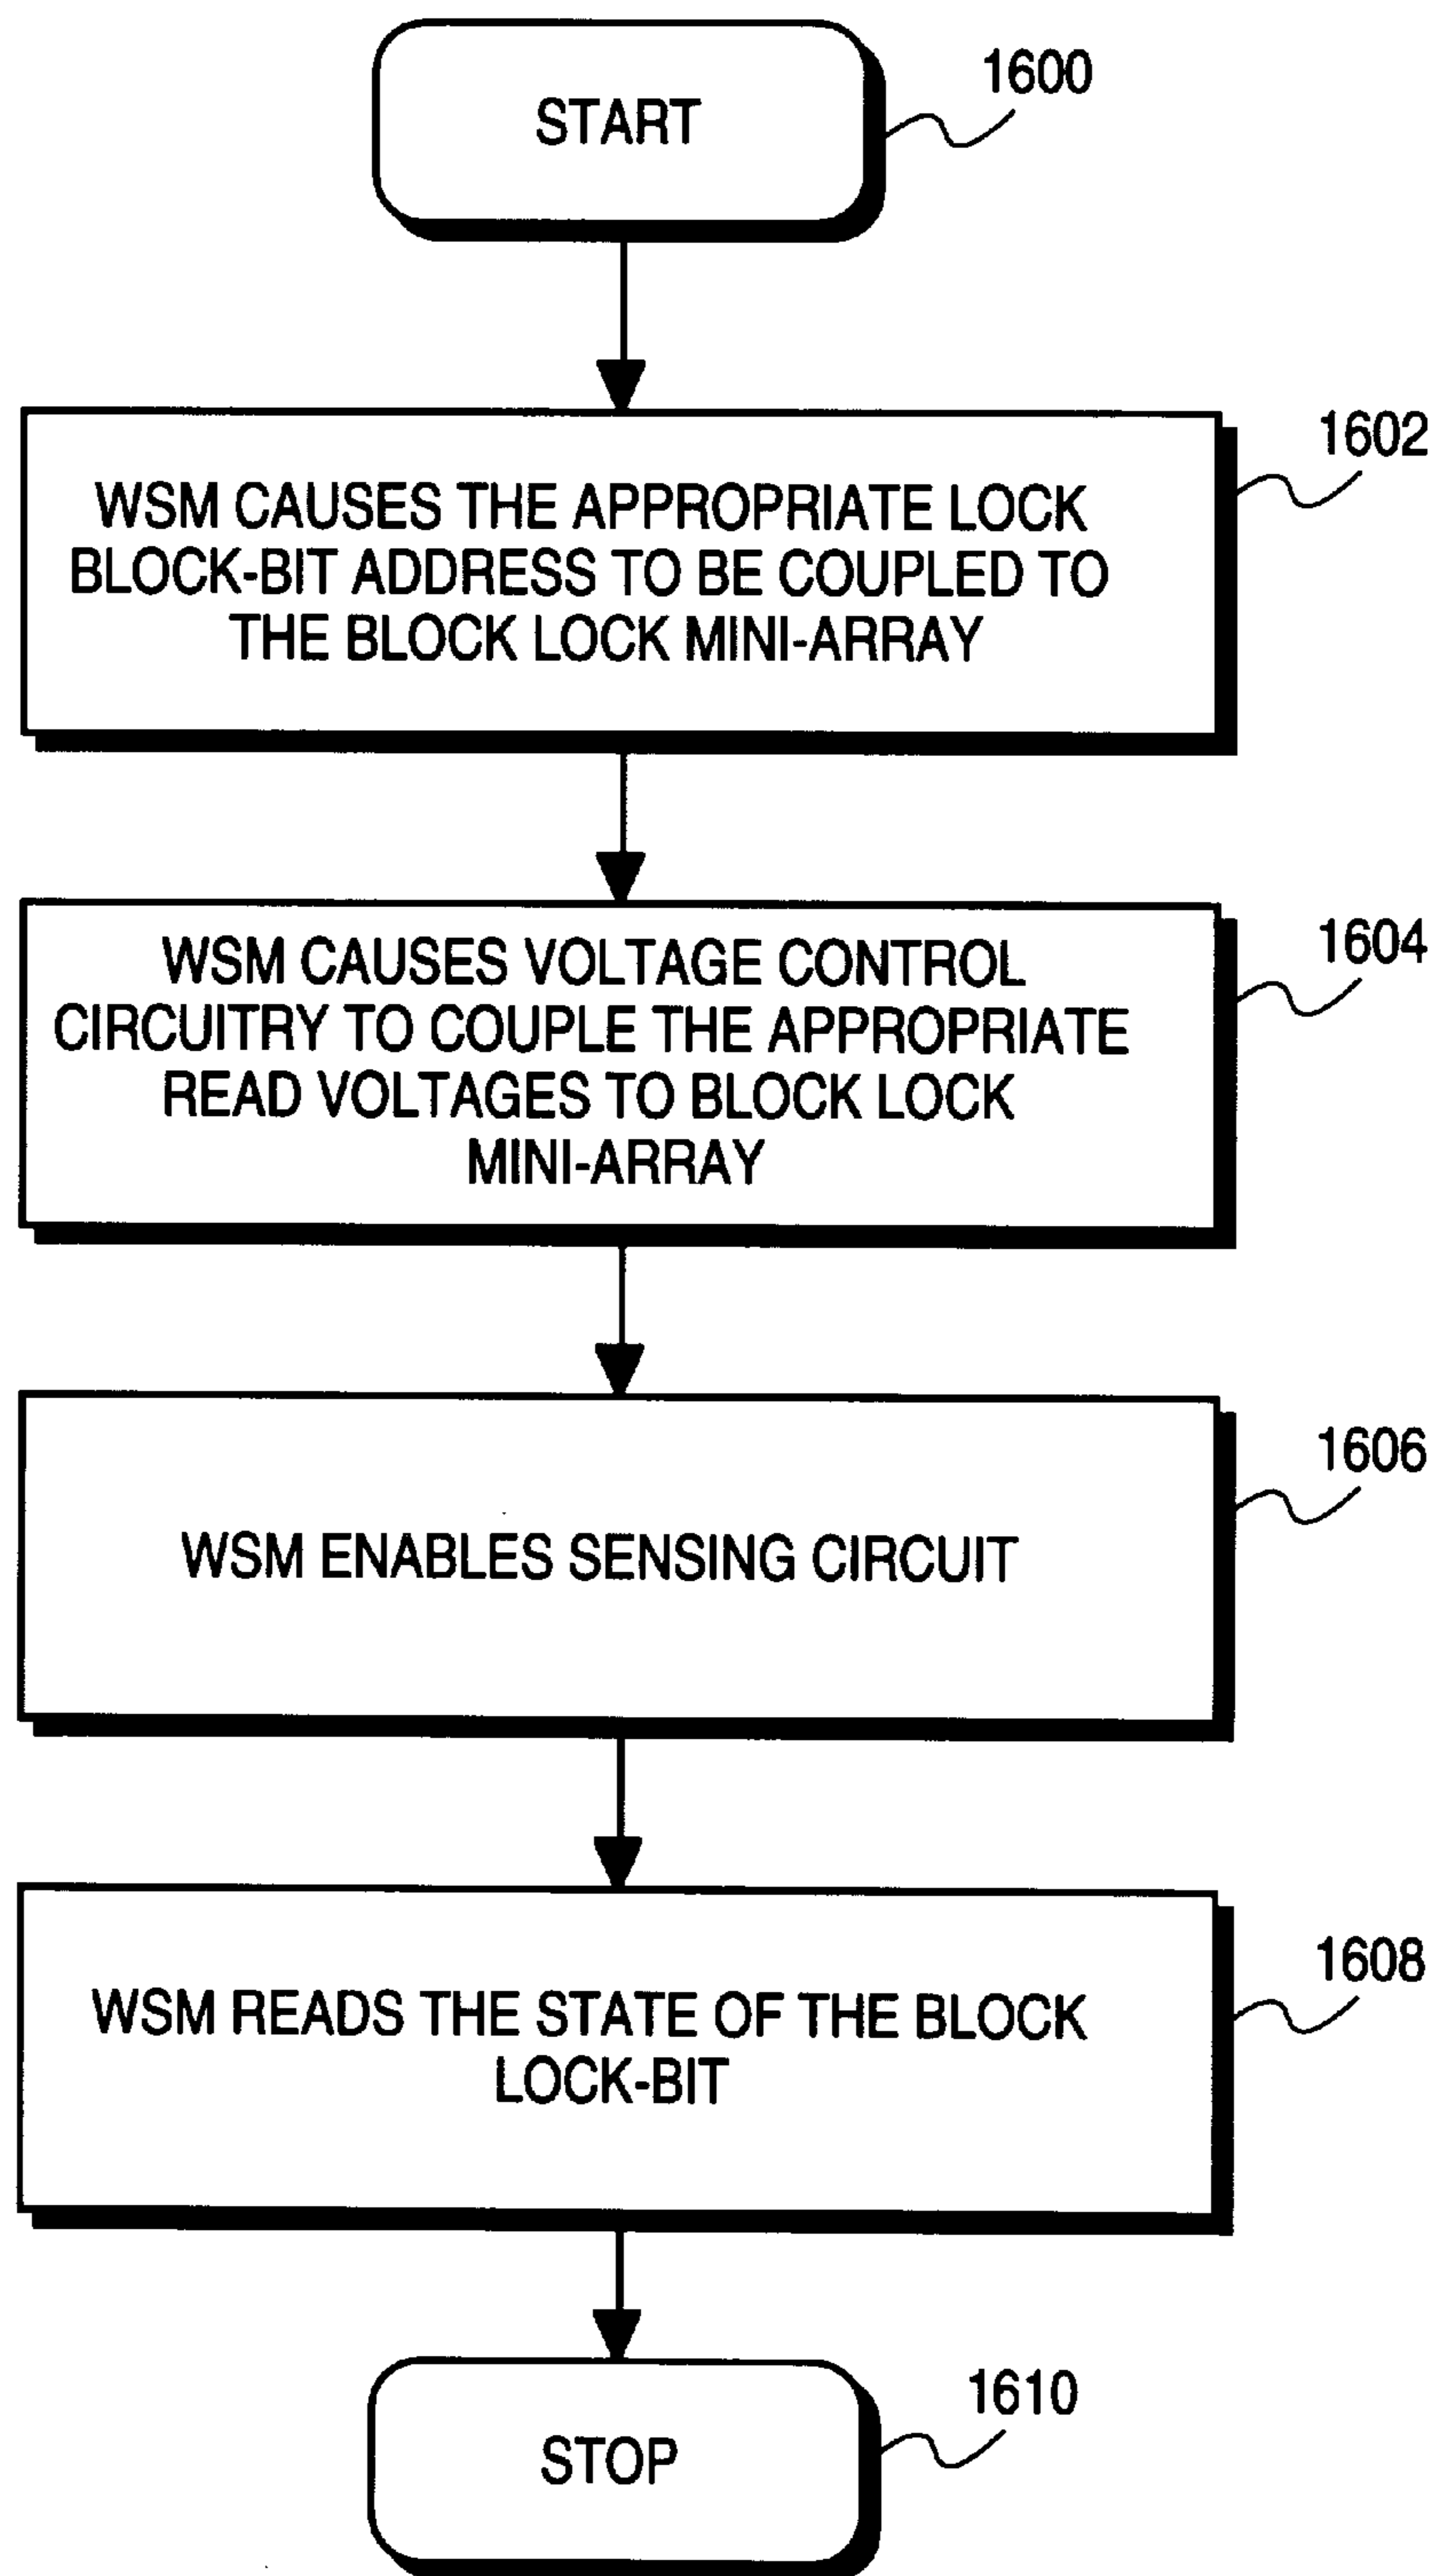 START
1600
WSM CAUSES THE APPROPRIATE LOCK
BLOCK-BIT ADDRESS TO BE COUPLED TO
THE BLOCK LOCK MINI-ARRAY
1602
WSM CAUSES VOLTAGE CONTROL
CIRCUITRY TO COUPLE THE APPROPRIATE
READ VOLTAGES TO BLOCK LOCK
MINI-ARRAY
1604
WSM ENABLES SENSING CIRCUIT
1606
WSM READS THE STATE OF THE BLOCK
LOCK-BIT
1608
STOP
1610